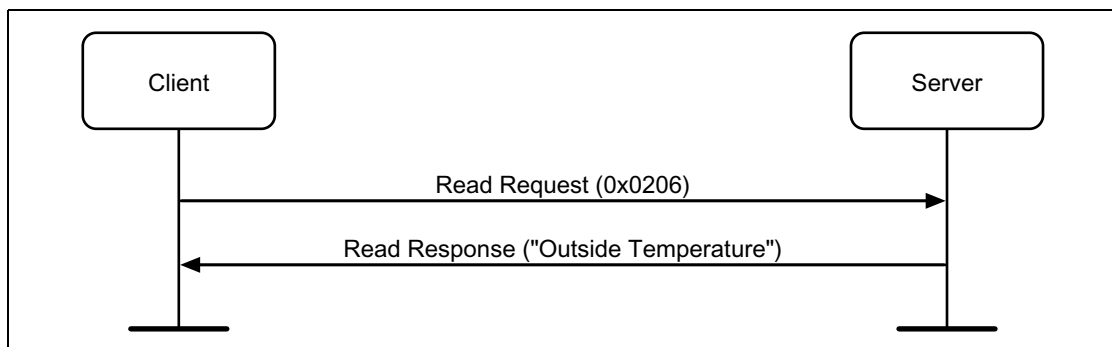 Client
Server
Read Request (0x0206)
Read Response ("Outside Temperature")